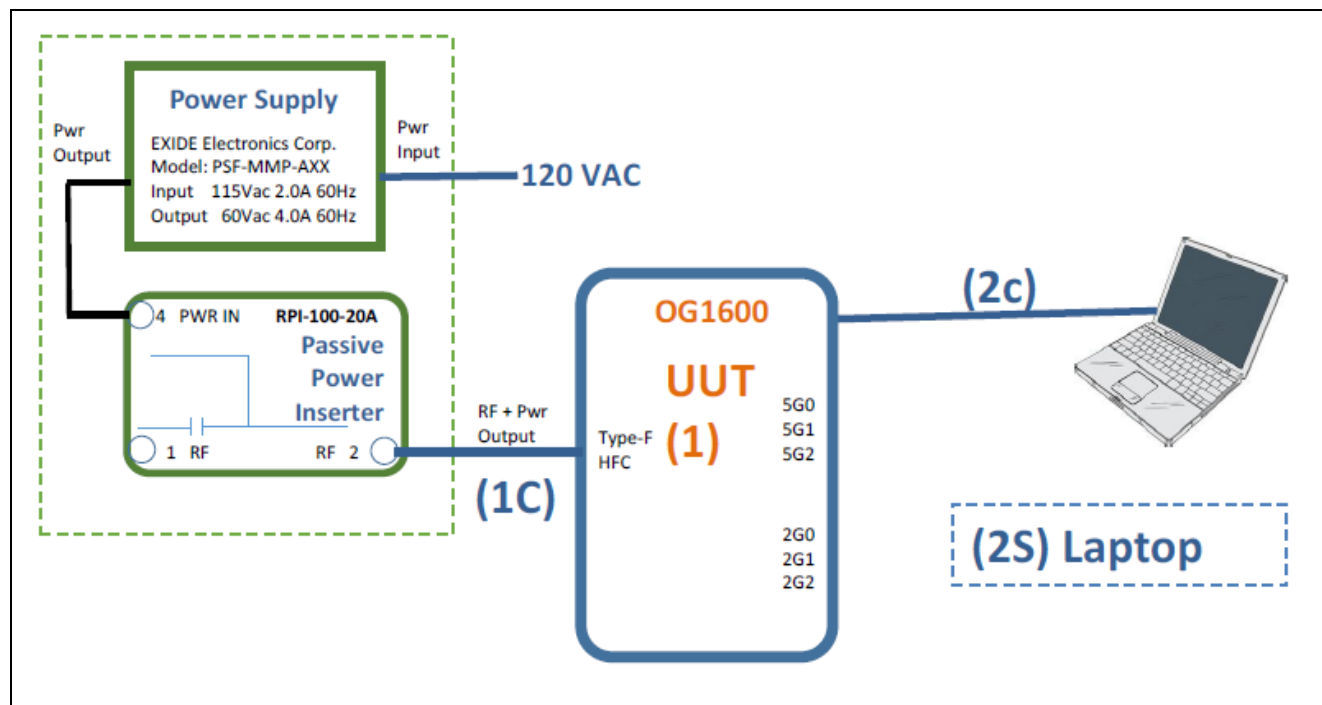 Power Supply
EXIDE Electronics Corp.
Model: PSF-MMP-AXX
Input 115Vac 2.0A 60Hz
Output 60Vac 4.0A 60Hz
Pwr
Output
Pwr
Input
120 VAC
4 PWR IN RPI-100-20A
Passive
Power
Inserter
1 RF RF 2
RF + Pwr
Output
(1C)
OG1600
UUT
(1)
Type-F
HFC
5G0
5G1
5G2
2G0
2G1
2G2
(2c)
(2S) Laptop